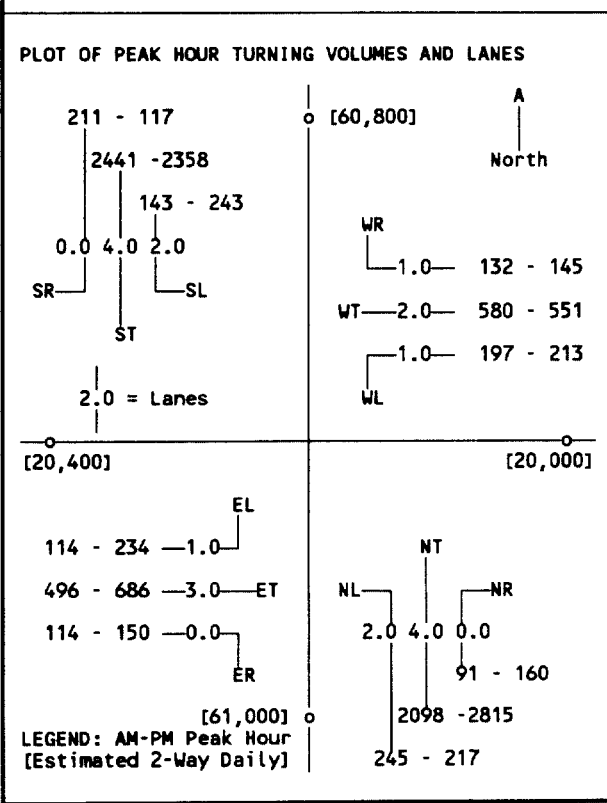 PLOT OF PEAK HOUR TURNING VOLUMES AND LANES
211 - 117
[60,800]
A
2441 -2358
North
143 - 243
WR
0.0 4.0 2.0
1.0 132 - 145
SR
SL
WT 2.0 580 - 551
ST
1.0 197 - 213
2.0 = Lanes
WL
[20,400]
[20,000]
EL
114 - 234 1.0
NT
496 - 686 3.0 ET
NL
NR
114 - 150 0.0
2.0 4.0 0.0
ER
91 - 160
[61,000]
2098 -2815
LEGEND: AM-PM Peak Hour
[Estimated 2-Way Daily]
245 - 217